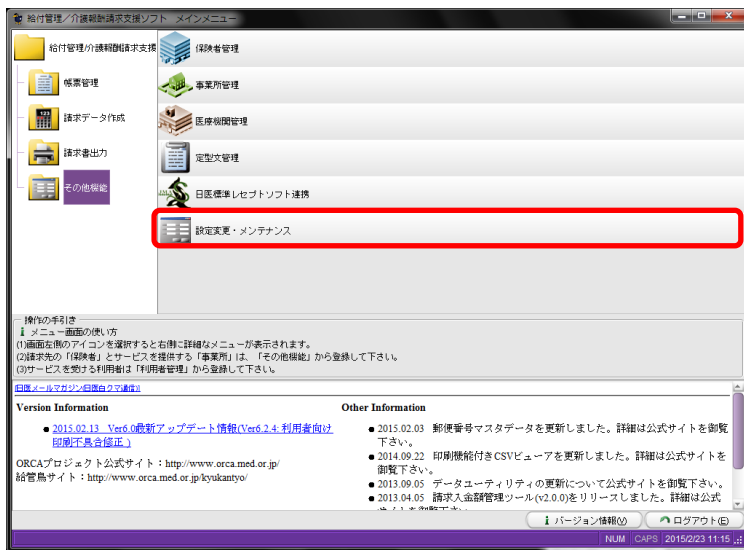 給付管理／介護報酬請求支援ソフト メインメニュー
給付管理/介護報酬請求支援
帳票管理
請求データ作成
請求書出力
その他機能
保険者管理
事業所管理
医療機関管理
定型文管理
日医標準レセプトソフト連携
設定変更・メンテナンス
操作の手引き
メニュー画面の使い方
(1)画面左側のアイコンを選択すると右側に詳細なメニューが表示されます。
(2)請求先の「保険者」とサービスを提供する「事業所」は、「その他機能」から登録して下さい。
(3)サービスを受ける利用者は「利用者管理」から登録して下さい。
[日医メールマガジン(日医白クマ通信)]
Version Information
● 2015.02.13 Ver6.0最新アップデート情報(Ver6.2.4: 利用者向け
印刷不具合修正 )
ORCAプロジェクト公式サイト：http://www.orca.med.or.jp/
給管鳥サイト：http://www.orca.med.or.jp/kyukantyo/
Other Information
● 2015.02.03 郵便番号マスタデータを更新しました。詳細は公式サイトを御覧
下さい。
● 2014.09.22 印刷機能付きCSVビューアを更新しました。詳細は公式サイトを
御覧下さい。
● 2013.09.05 データユーティリティの更新について公式サイトを御覧下さい。
● 2013.04.05 請求入金額管理ツール(v2.0.0)をリリースしました。詳細は公式
バージョン情報(V)
ログアウト(E)
NUM CAPS 2015/2/23 11:15